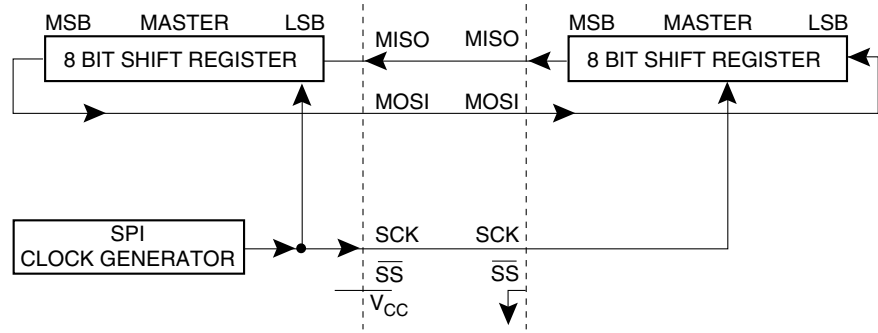 MSB MASTER LSB
8 BIT SHIFT REGISTER
MISO MISO
MSB MASTER LSB
8 BIT SHIFT REGISTER
MOSI MOSI
SPI
CLOCK GENERATOR
SCK SCK
SS SS
VCC